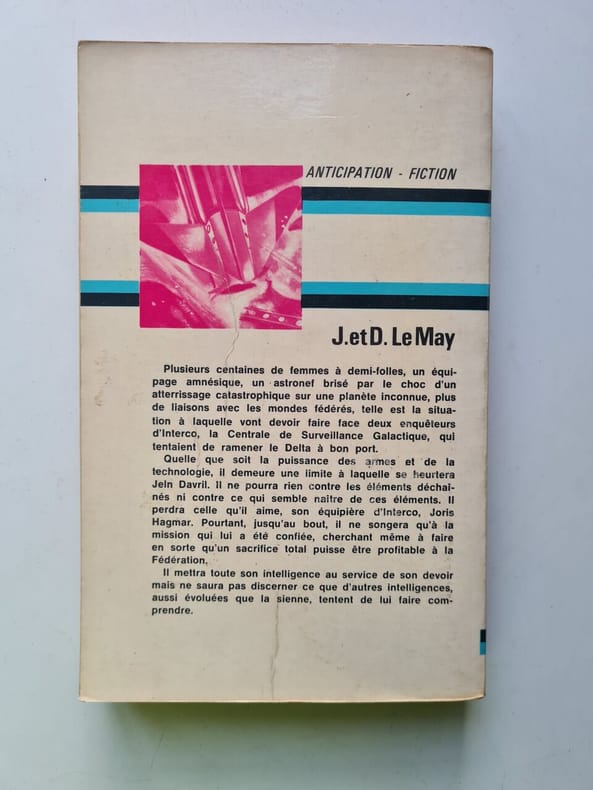 ANTICIPATION - FICTION
J. et D. Le May
Plusieurs centaines de femmes à demi-folles, un équi-
page amnésique, un astronef brisé par le choc d'un
atterrissage catastrophique sur une planète inconnue, plus
de liaisons avec les mondes fédérés, telle est la situa-
tion à laquelle vont devoir faire face deux enquêteurs
d'Interco, la Centrale de Surveillance Galactique, qui
tentaient de ramener le Delta à bon port.
Quelle que soit la puissance des armes et de la
technologie, il demeure une limite à laquelle se heurtera
Jeln Davril. Il ne pourra rien contre les éléments déchaî-
nés ni contre ce qui semble naître de ces éléments. Il
perdra celle qu'il aime, son équipière d'Interco, Joris
Hagmar. Pourtant, jusqu'au bout, il ne songera qu'à la
mission qui lui a été confiée, cherchant même à faire
en sorte qu'un sacrifice total puisse être profitable à la
Fédération.
Il mettra toute son intelligence au service de son devoir
mais ne saura pas discerner ce que d'autres intelligences,
aussi évoluées que la sienne, tentent de lui faire com-
prendre.